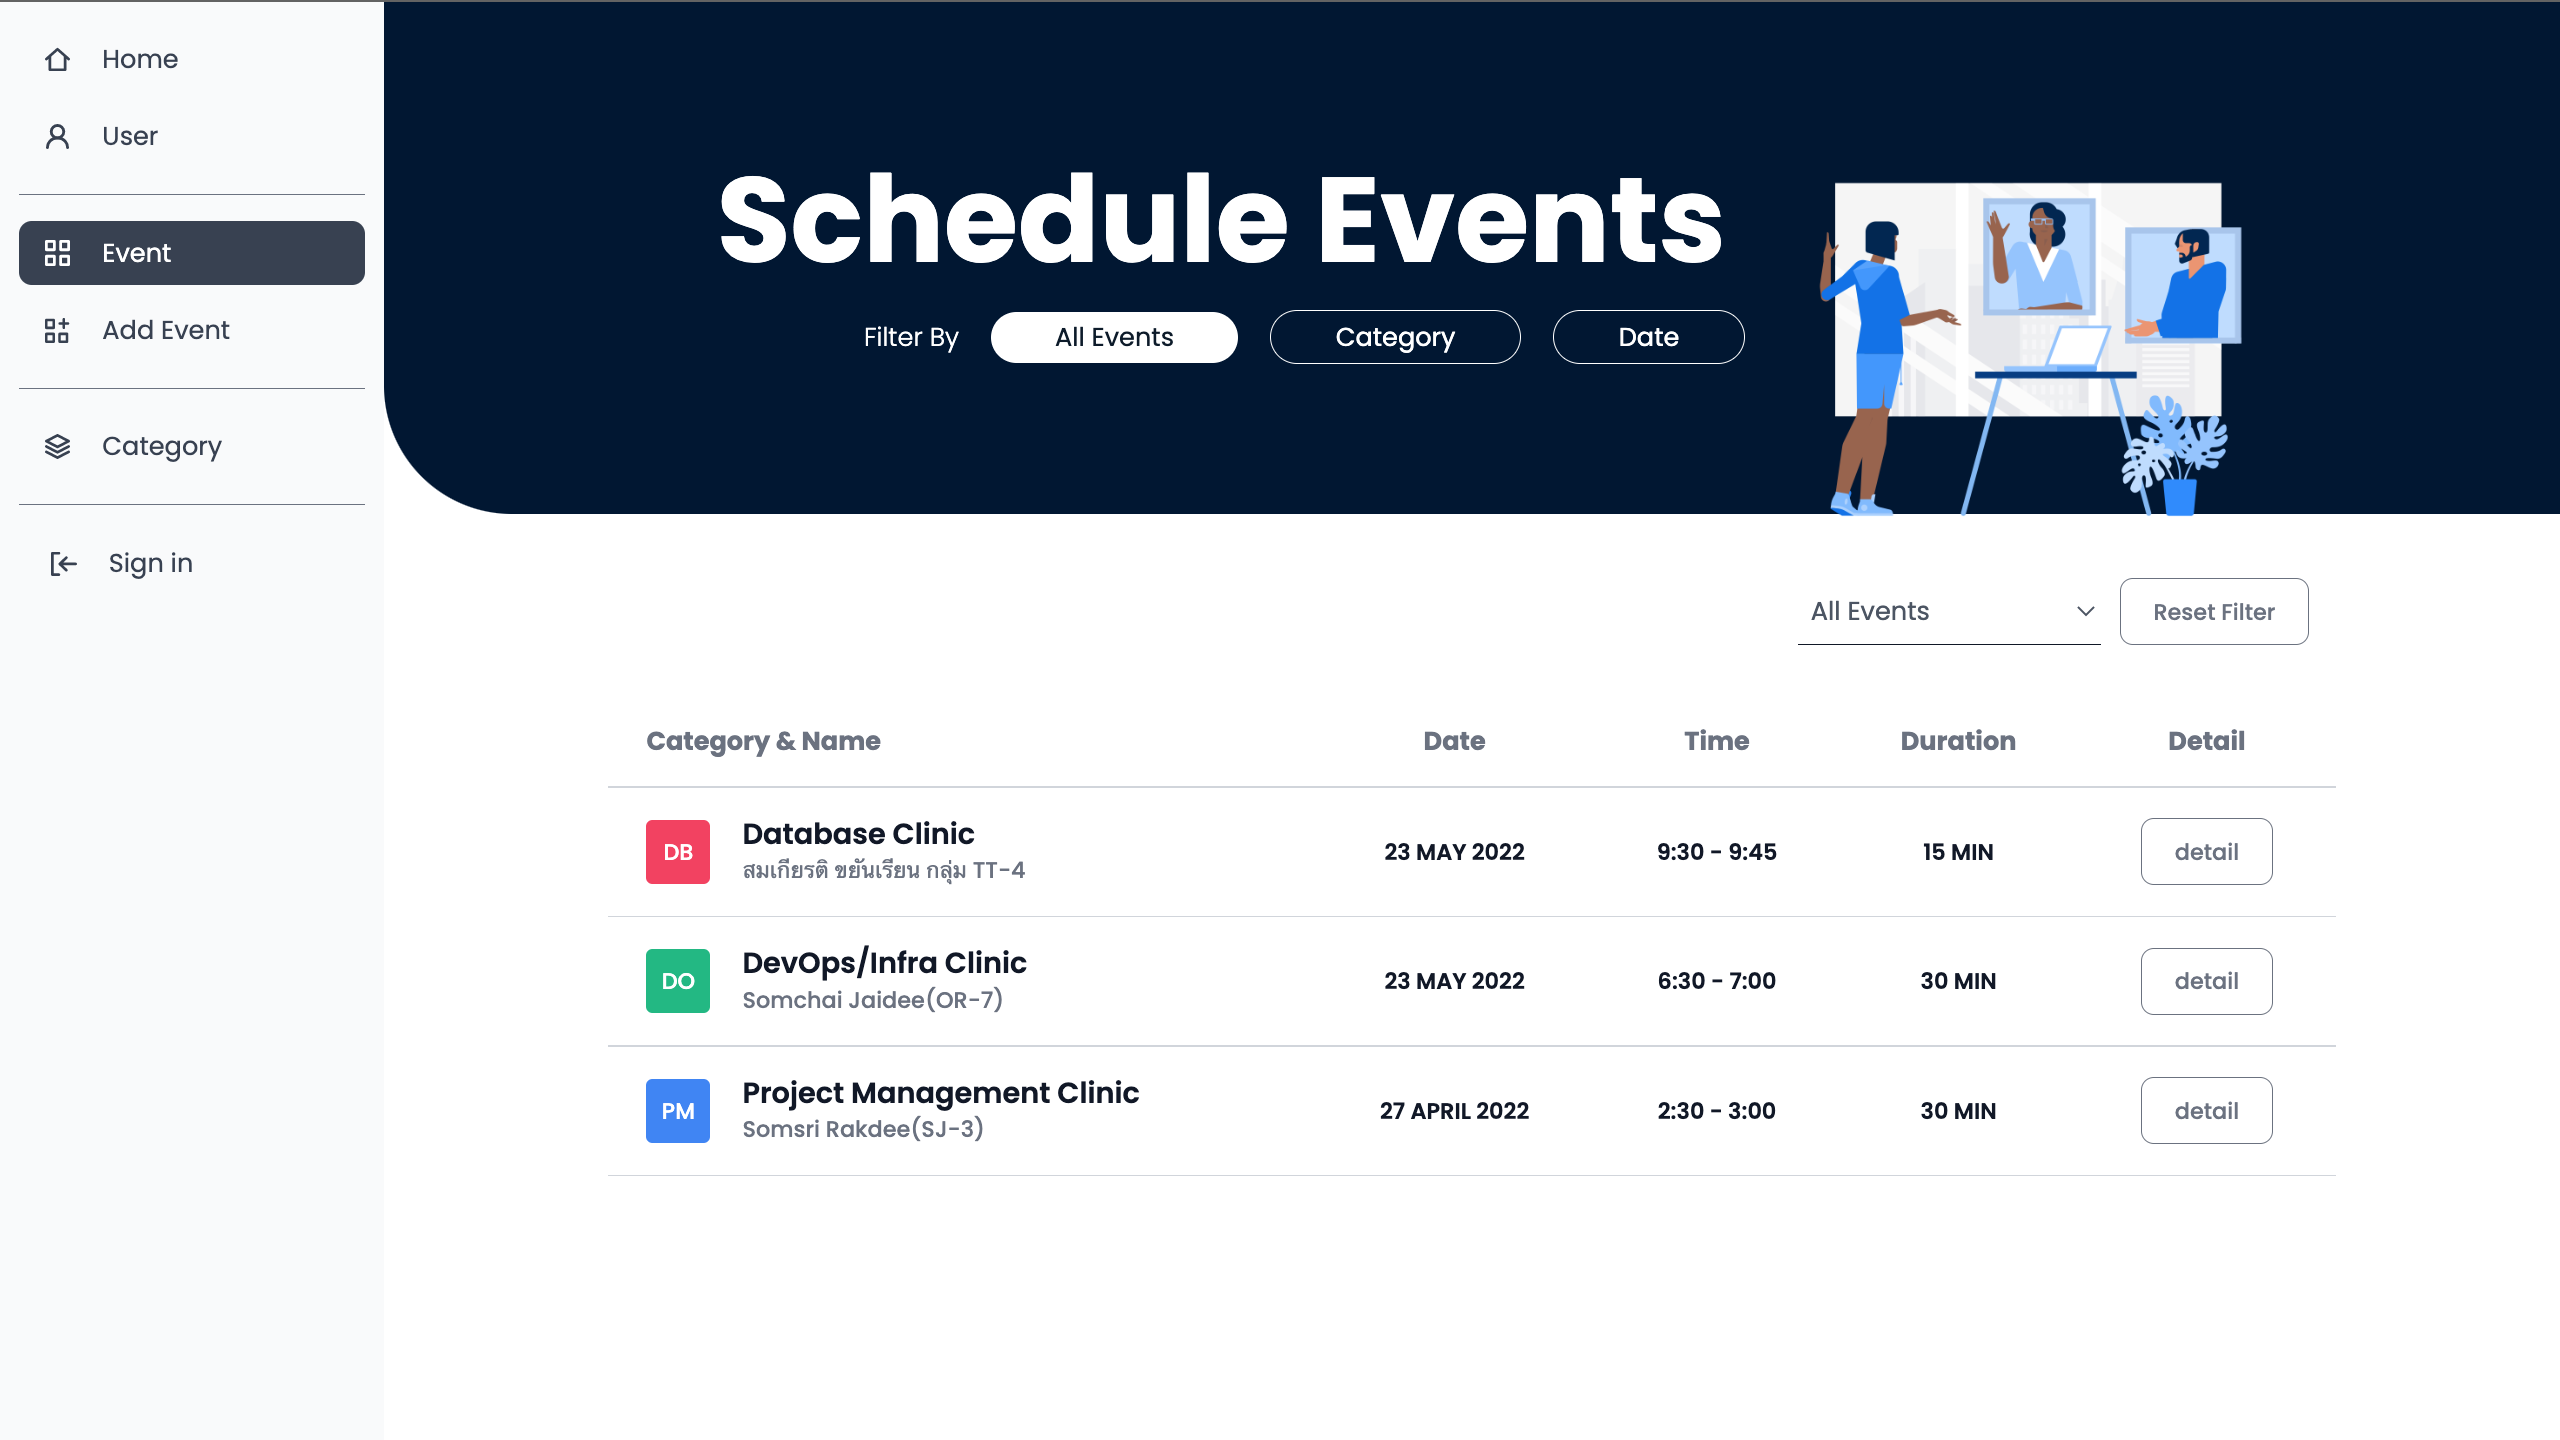 Home
User
Event
Add Event
Category
Sign in
Schedule Events
Filter By All Events Category Date
All Events Reset Filter
Category & Name Date Time Duration Detail
DB Database Clinic 23 MAY 2022 9:30 - 9:45 15 MIN detail
สมเกียรติ ขยันเรียน กลุ่ม TT-4
DO DevOps/Infra Clinic 23 MAY 2022 6:30 - 7:00 30 MIN detail
Somchai Jaidee(OR-7)
PM Project Management Clinic 27 APRIL 2022 2:30 - 3:00 30 MIN detail
Somsri Rakdee(SJ-3)